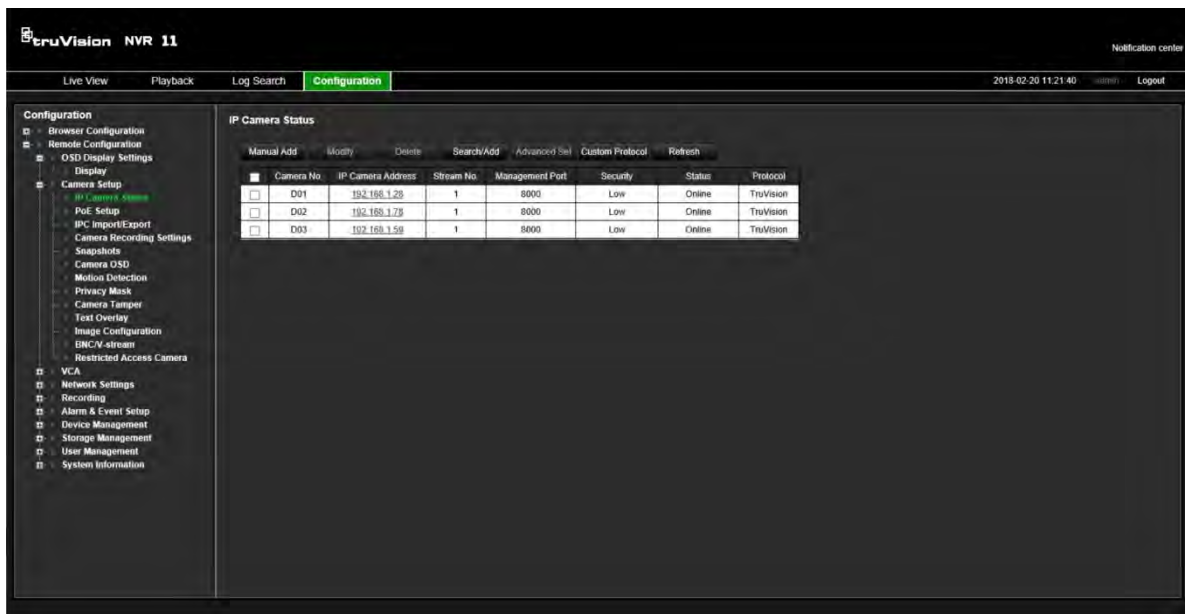 truVision NVR 11
Notification center
Live View Playback Log Search Configuration 2018-02-20 11:21:40 admin Logout
Configuration
Browser Configuration
Remote Configuration
OSD Display Settings
Display
Camera Setup
IP Camera Status
PoE Setup
IPC Import/Export
Camera Recording Settings
Snapshots
Camera OSD
Motion Detection
Privacy Mask
Camera Tamper
Text Overlay
Image Configuration
BNC/V-stream
Restricted Access Camera
VCA
Network Settings
Recording
Alarm & Event Setup
Device Management
Storage Management
User Management
System Information
IP Camera Status
Manual Add Modify Delete Search/Add Advanced Set Custom Protocol Refresh
Camera No. IP Camera Address Stream No. Management Port Security Status Protocol
D01 192.168.1.28 1 8000 Low Online TruVision
D02 192.168.1.78 1 8000 Low Online TruVision
D03 192.168.1.59 1 8000 Low Online TruVision